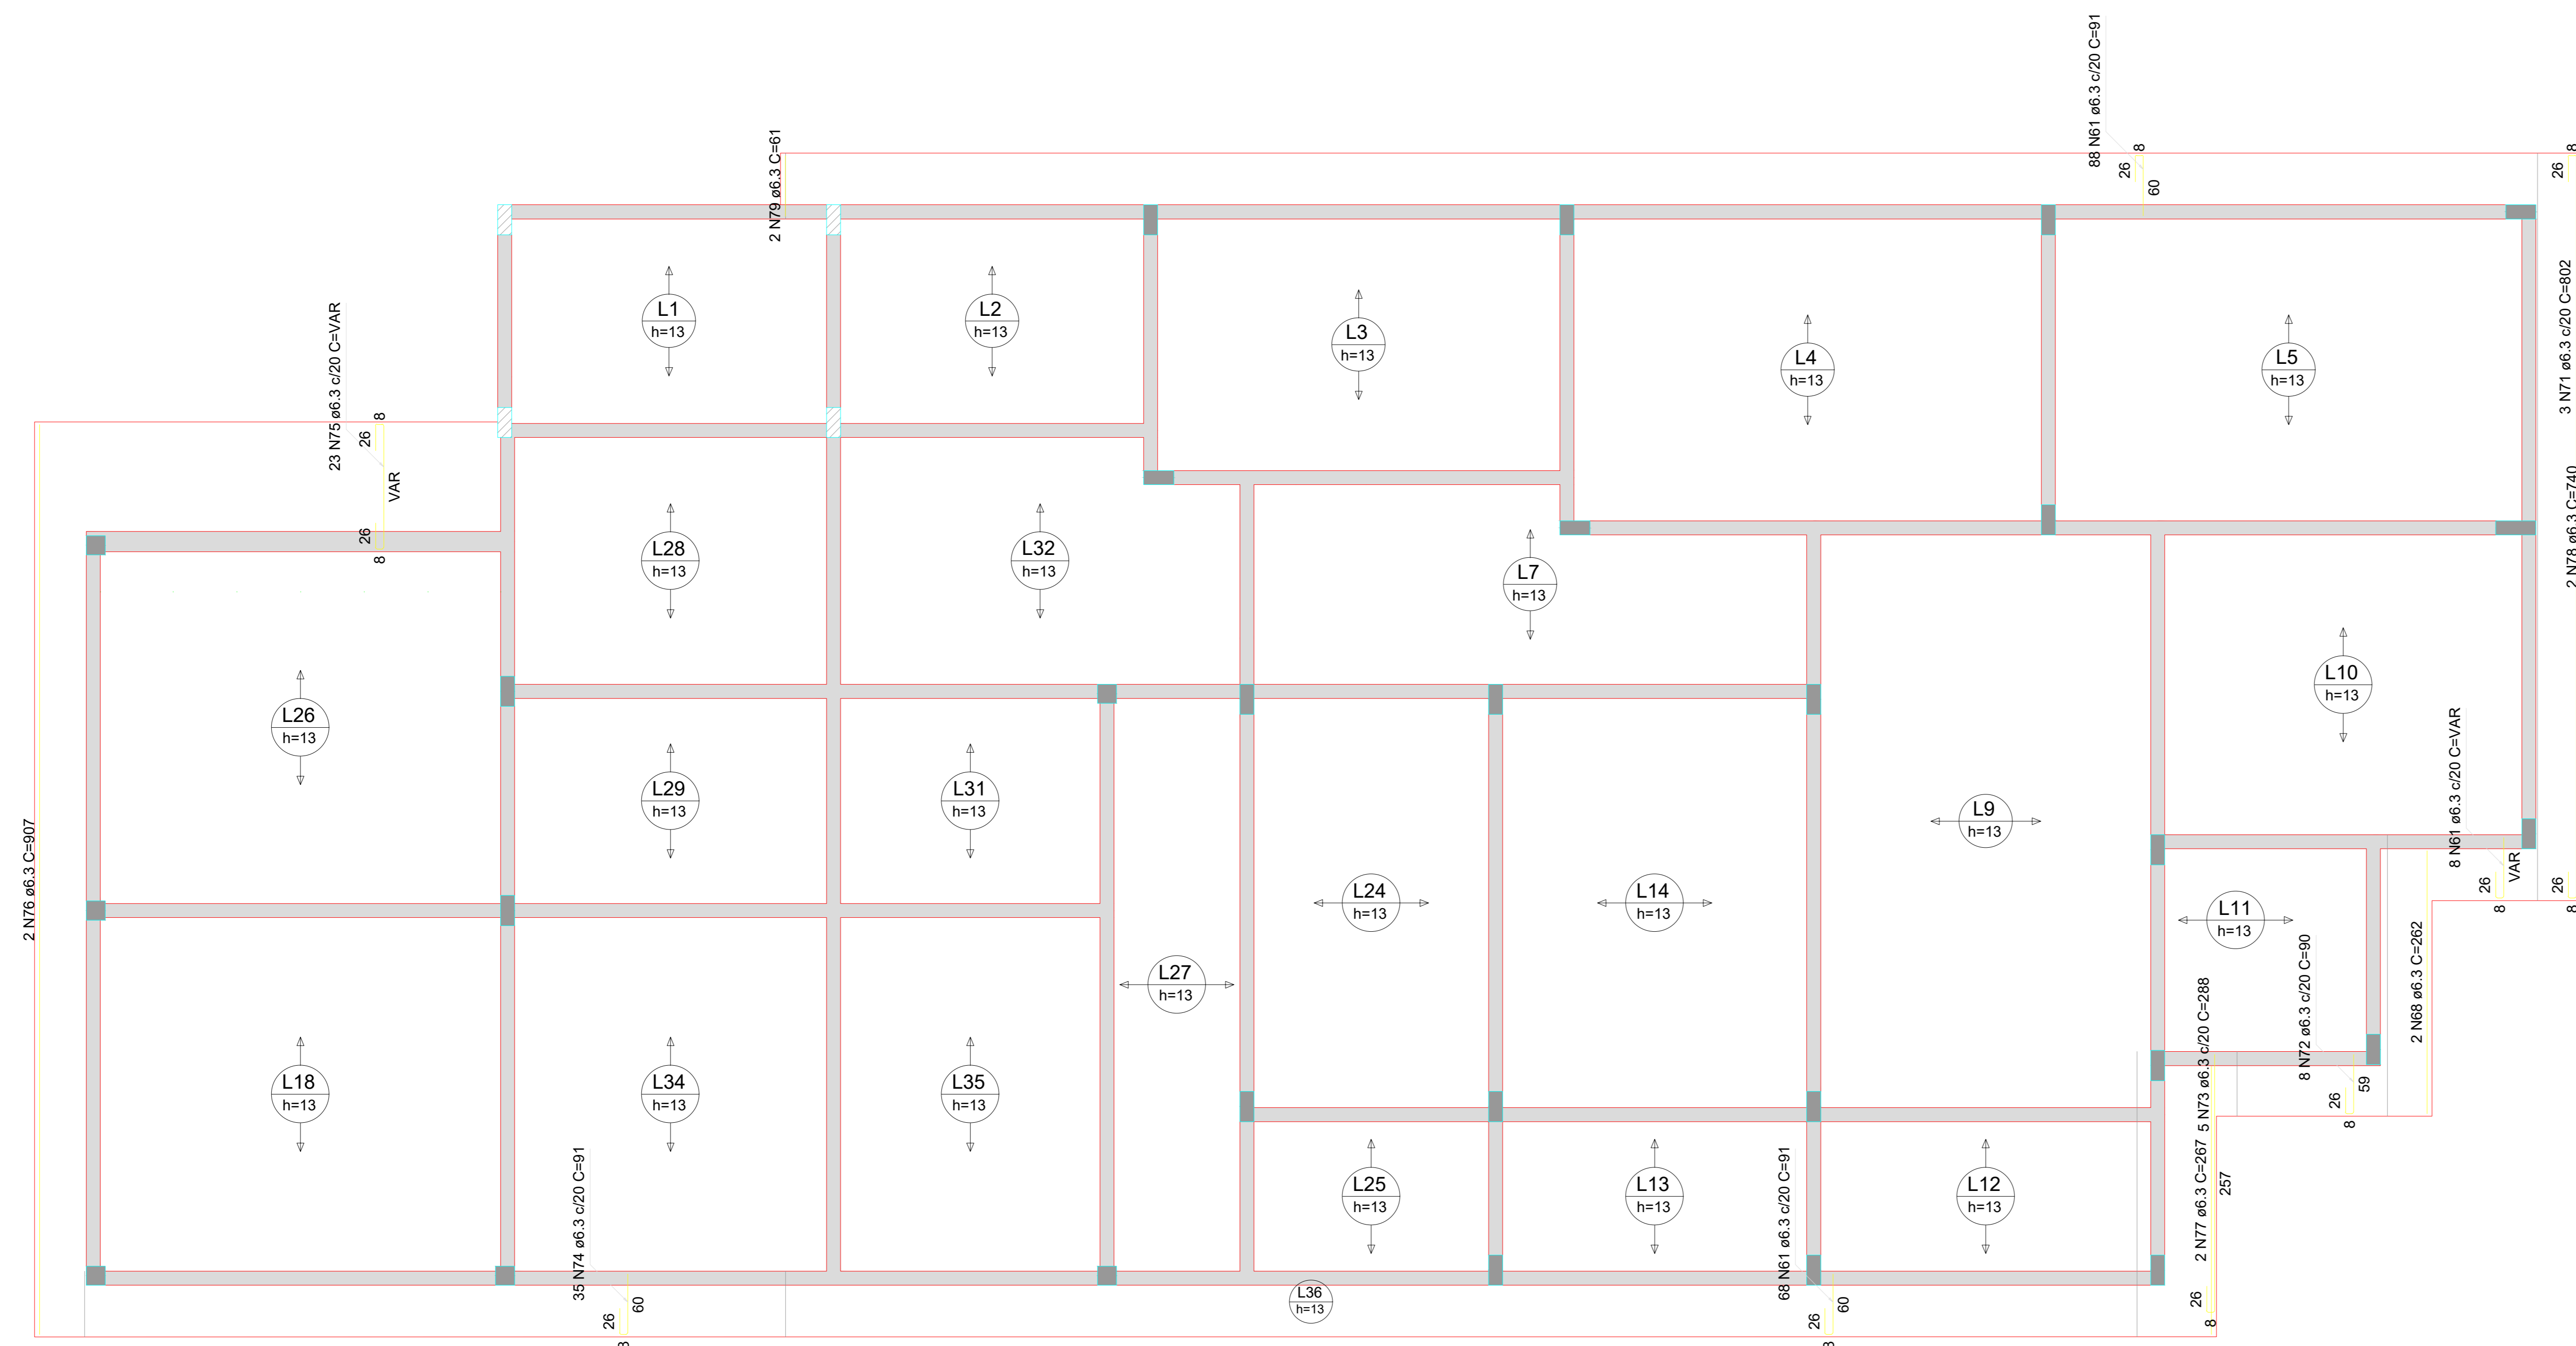 88 N61 ø6.3 c/20 C=91
8
26
60
2 N79 ø6.3 C=61
8
26
3 N71 ø6.3 c/20 C=802
2 N78 ø6.3 C=740
23 N75 ø6.3 c/20 C=VAR
8
26
VAR
26
8
L1
h=13
L2
h=13
L3
h=13
L4
h=13
L5
h=13
L28
h=13
L32
h=13
L7
h=13
L26
h=13
L10
h=13
L29
h=13
L31
h=13
L9
h=13
8 N61 ø6.3 c/20 C=VAR
VAR
26
8
26
8
2 N76 ø6.3 C=907
L24
h=13
L14
h=13
L11
h=13
L27
h=13
8 N72 ø6.3 c/20 C=90
59
26
8
2 N68 ø6.3 C=262
5 N73 ø6.3 c/20 C=288
2 N77 ø6.3 C=267
257
26
8
L18
h=13
L34
h=13
L35
h=13
L25
h=13
L13
h=13
L12
h=13
35 N74 ø6.3 c/20 C=91
60
26
8
L36
h=13
68 N61 ø6.3 c/20 C=91
60
26
8